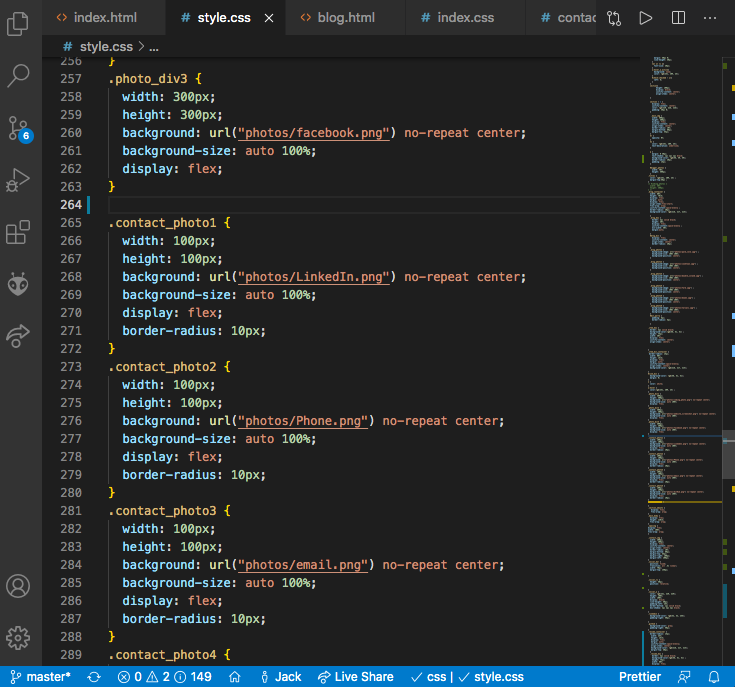 index.html
style.css
blog.html
index.css
contac
style.css > ...
256 }
257 .photo_div3 {
258 width: 300px;
259 height: 300px;
260 background: url("photos/facebook.png") no-repeat center;
261 background-size: auto 100%;
262 display: flex;
263 }
264
265 .contact_photo1 {
266 width: 100px;
267 height: 100px;
268 background: url("photos/LinkedIn.png") no-repeat center;
269 background-size: auto 100%;
270 display: flex;
271 border-radius: 10px;
272 }
273 .contact_photo2 {
274 width: 100px;
275 height: 100px;
276 background: url("photos/Phone.png") no-repeat center;
277 background-size: auto 100%;
278 display: flex;
279 border-radius: 10px;
280 }
281 .contact_photo3 {
282 width: 100px;
283 height: 100px;
284 background: url("photos/email.png") no-repeat center;
285 background-size: auto 100%;
286 display: flex;
287 border-radius: 10px;
288 }
289 .contact_photo4 {
6
master* 0 2 149 Jack Live Share css | style.css Prettier